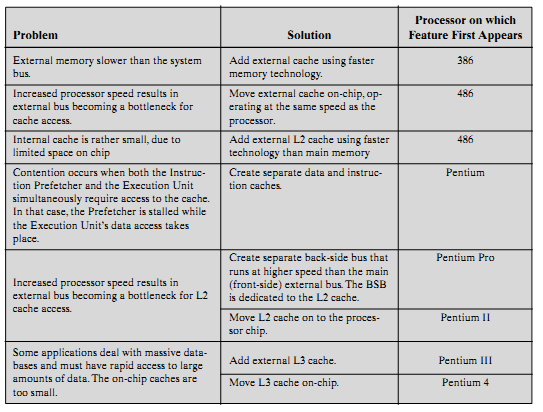 Problem
Solution
Processor on which
Feature First Appears
External memory slower than the system
bus.
Add external cache using faster
memory technology.
386
Increased processor speed results in
external bus becoming a bottleneck for
cache access.
Move external cache on-chip, op-
erating at the same speed as the
processor.
486
Internal cache is rather small, due to
limited space on chip
Add external L2 cache using faster
technology than main memory
486
Contention occurs when both the Instruc-
tion Prefetcher and the Execution Unit
simultaneously require access to the cache.
In that case, the Prefetcher is stalled while
the Execution Unit's data access takes
place.
Create separate data and instruc-
tion caches.
Pentium
Increased processor speed results in
external bus becoming a bottleneck for L2
cache access.
Create separate back-side bus that
runs at higher speed than the main
(front-side) external bus. The BSB
is dedicated to the L2 cache.
Pentium Pro
Move L2 cache on to the proces-
sor chip.
Pentium II
Some applications deal with massive data-
bases and must have rapid access to large
amounts of data. The on-chip caches are
too small.
Add external L3 cache.
Pentium III
Move L3 cache on-chip.
Pentium 4